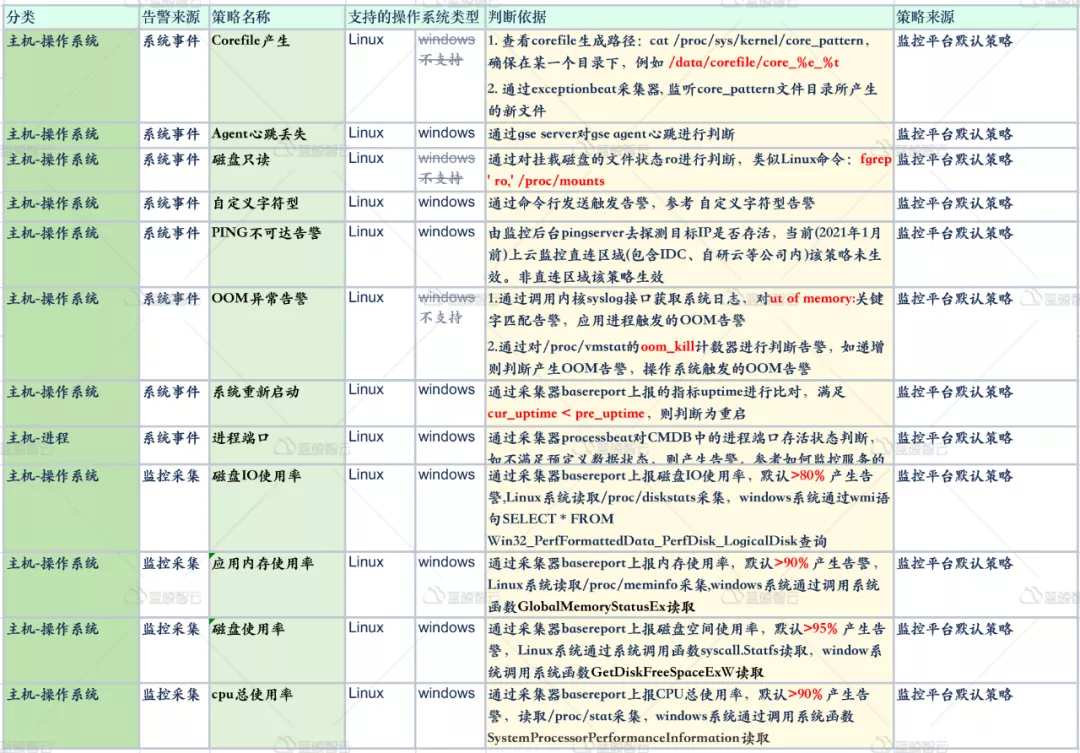 分类 告警来源 策略名称 支持的操作系统类型 判断依据 策略来源
主机-操作系统 系统事件 Corefile产生 Linux windows 不支持 监控平台默认策略
1. 查看corefile生成路径：cat /proc/sys/kernel/core_pattern，
确保在某一个目录下，例如 /data/corefile/core_%e_%t
2. 通过exceptionbeat采集器, 监听core_pattern文件目录所产生
的新文件
主机-操作系统 系统事件 Agent心跳丢失 Linux windows 通过gse server对gse agent心跳进行判断 监控平台默认策略
主机-操作系统 系统事件 磁盘只读 Linux windows 不支持 监控平台默认策略
通过对挂载磁盘的文件状态ro进行判断，类似Linux命令：fgrep
' ro,' /proc/mounts
主机-操作系统 系统事件 自定义字符型 Linux windows 通过命令行发送触发告警，参考 自定义字符型告警 监控平台默认策略
主机-操作系统 系统事件 PING不可达告警 Linux windows 监控平台默认策略
由监控后台pingserver去探测目标IP是否存活，当前(2021年1月
前)上云监控直连区域(包含IDC、自研云等公司内)该策略未生
效。非直连区域该策略生效
主机-操作系统 系统事件 OOM异常告警 Linux windows 不支持 监控平台默认策略
1.通过调用内核syslog接口获取系统日志，对ut of memory:关键
字匹配告警，应用进程触发的OOM告警
2.通过对/proc/vmstat的oom_kill计数器进行判断告警，如递增
则判断产生OOM告警，操作系统触发的OOM告警
主机-操作系统 系统事件 系统重新启动 Linux windows 监控平台默认策略
通过采集器basereport上报的指标uptime进行比对，满足
cur_uptime < pre_uptime，则判断为重启
主机-进程 系统事件 进程端口 Linux windows 监控平台默认策略
通过采集器processbeat对CMDB中的进程端口存活状态判断，
如不满足预定义数据状态，则产生告警。参考如何监控服务的
主机-操作系统 监控采集 磁盘IO使用率 Linux windows 监控平台默认策略
通过采集器basereport上报磁盘IO使用率，默认>80% 产生告
警,Linux系统读取/proc/diskstats采集，windows系统通过wmi语
句SELECT * FROM
Win32_PerfFormattedData_PerfDisk_LogicalDisk查询
主机-操作系统 监控采集 应用内存使用率 Linux windows 监控平台默认策略
通过采集器basereport上报内存使用率，默认>90% 产生告警，
Linux系统读取/proc/meminfo采集,windows系统通过调用系统
函数GlobalMemoryStatusEx读取
主机-操作系统 监控采集 磁盘使用率 Linux windows 监控平台默认策略
通过采集器basereport上报磁盘空间使用率，默认>95% 产生告
警，Linux系统通过系统调用函数syscall.Statfs读取，window系
统调用系统函数GetDiskFreeSpaceExW读取
主机-操作系统 监控采集 cpu总使用率 Linux windows 监控平台默认策略
通过采集器basereport上报CPU总使用率，默认>90% 产生告
警，读取/proc/stat采集，windows系统通过调用系统函数
SystemProcessorPerformanceInformation读取
蓝鲸智云